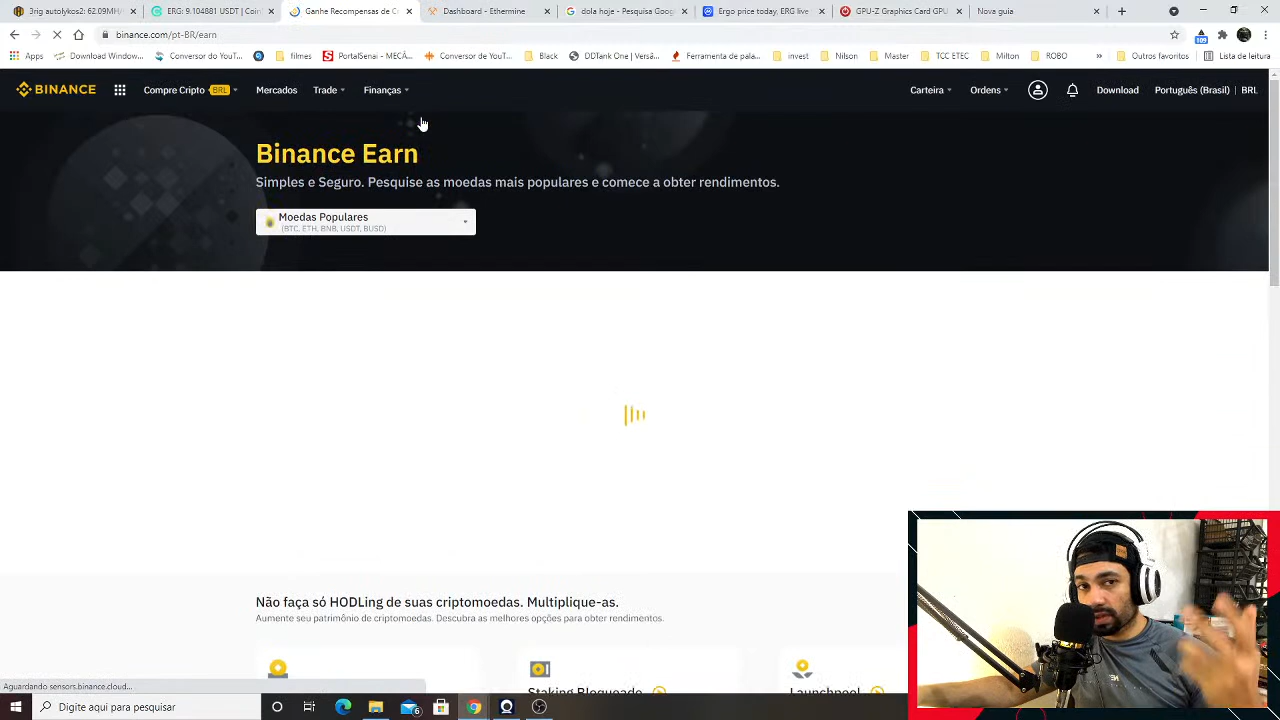 3rig autolykos2: 62.09MH/
ERG: 9.104881 USDT | Coin
Ganhe Recompensas de C
Dashboard - Ethermine
dola hoje - Pesquisa Goog
Ergo price today, ERG live
GPU-Z Graphics Card GPU
Nova guia
binance.com/pt-BR/earn
109
Apps
Download Window...
Conversor do YouT...
filmes
PortalSenai - MECÂ...
Conversor de YouT...
Black
DDTank One | Versã...
Ferramenta de pala...
invest
Nilson
Master
TCC ETEC
Milton
ROBO
»
Outros favoritos
Lista de leitura
BINANCE
Compre Cripto BRL
Mercados
Trade
Finanças
Carteira
Ordens
Download
Português (Brasil) | BRL
Binance Earn
Simples e Seguro. Pesquise as moedas mais populares e comece a obter rendimentos.
Moedas Populares
(BTC, ETH, BNB, USDT, BUSD)
Não faça só HODLing de suas criptomoedas. Multiplique-as.
Aumente seu patrimônio de criptomoedas. Descubra as melhores opções para obter rendimentos.
Staking Bloqueado
Launchpool
Aguardando sensors.binance.cloud...
Digite aqui para pesquisar
6